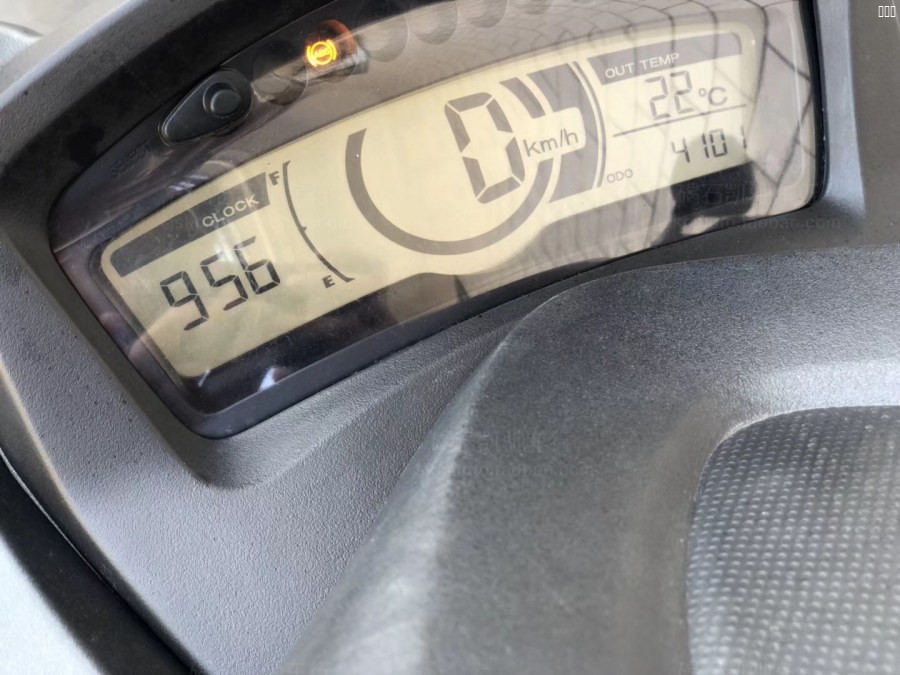 CLOCK
956
F
E
0
km/h
OUT TEMP
22°C
4101
ODO